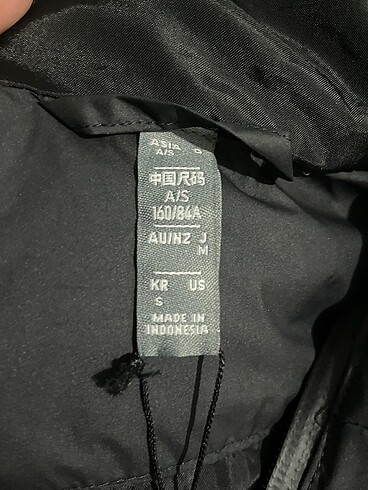 ASIA
A/S
中国尺码
A/S
160/84A
AU/NZ J
M
KR US
S
MADE IN
INDONESIA